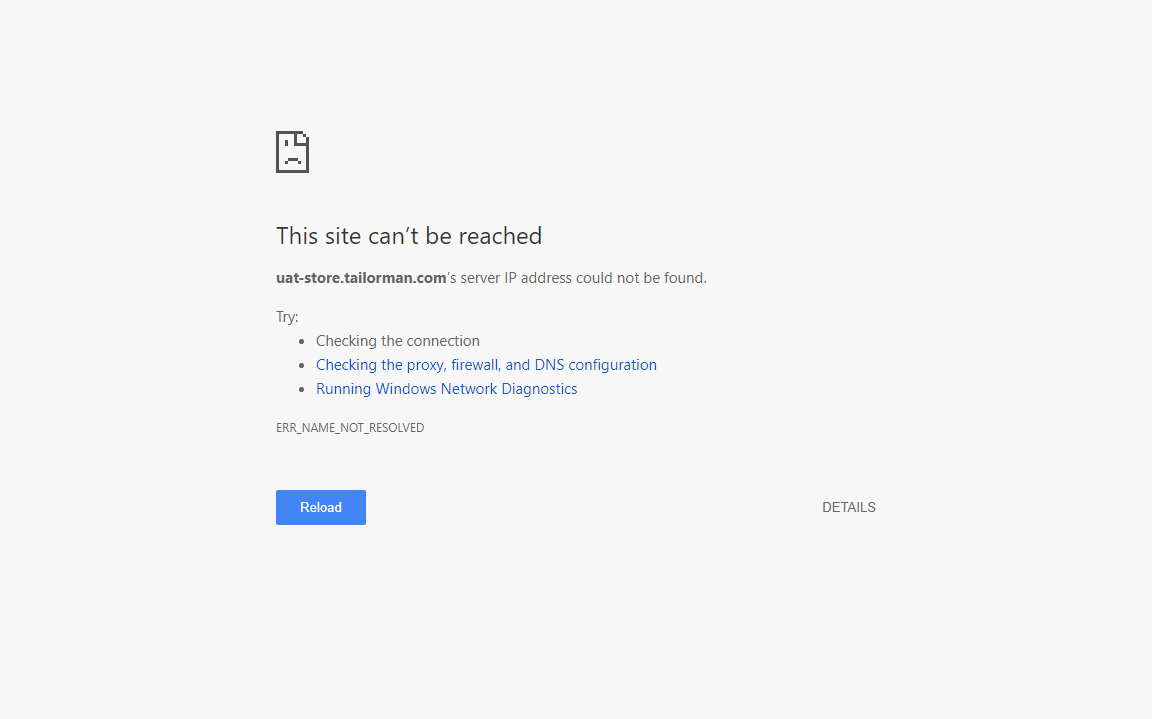 This site can’t be reached
uat-store.tailorman.com’s server IP address could not be found.
Try:
Checking the connection
Checking the proxy, firewall, and DNS configuration
Running Windows Network Diagnostics
ERR_NAME_NOT_RESOLVED
Reload DETAILS